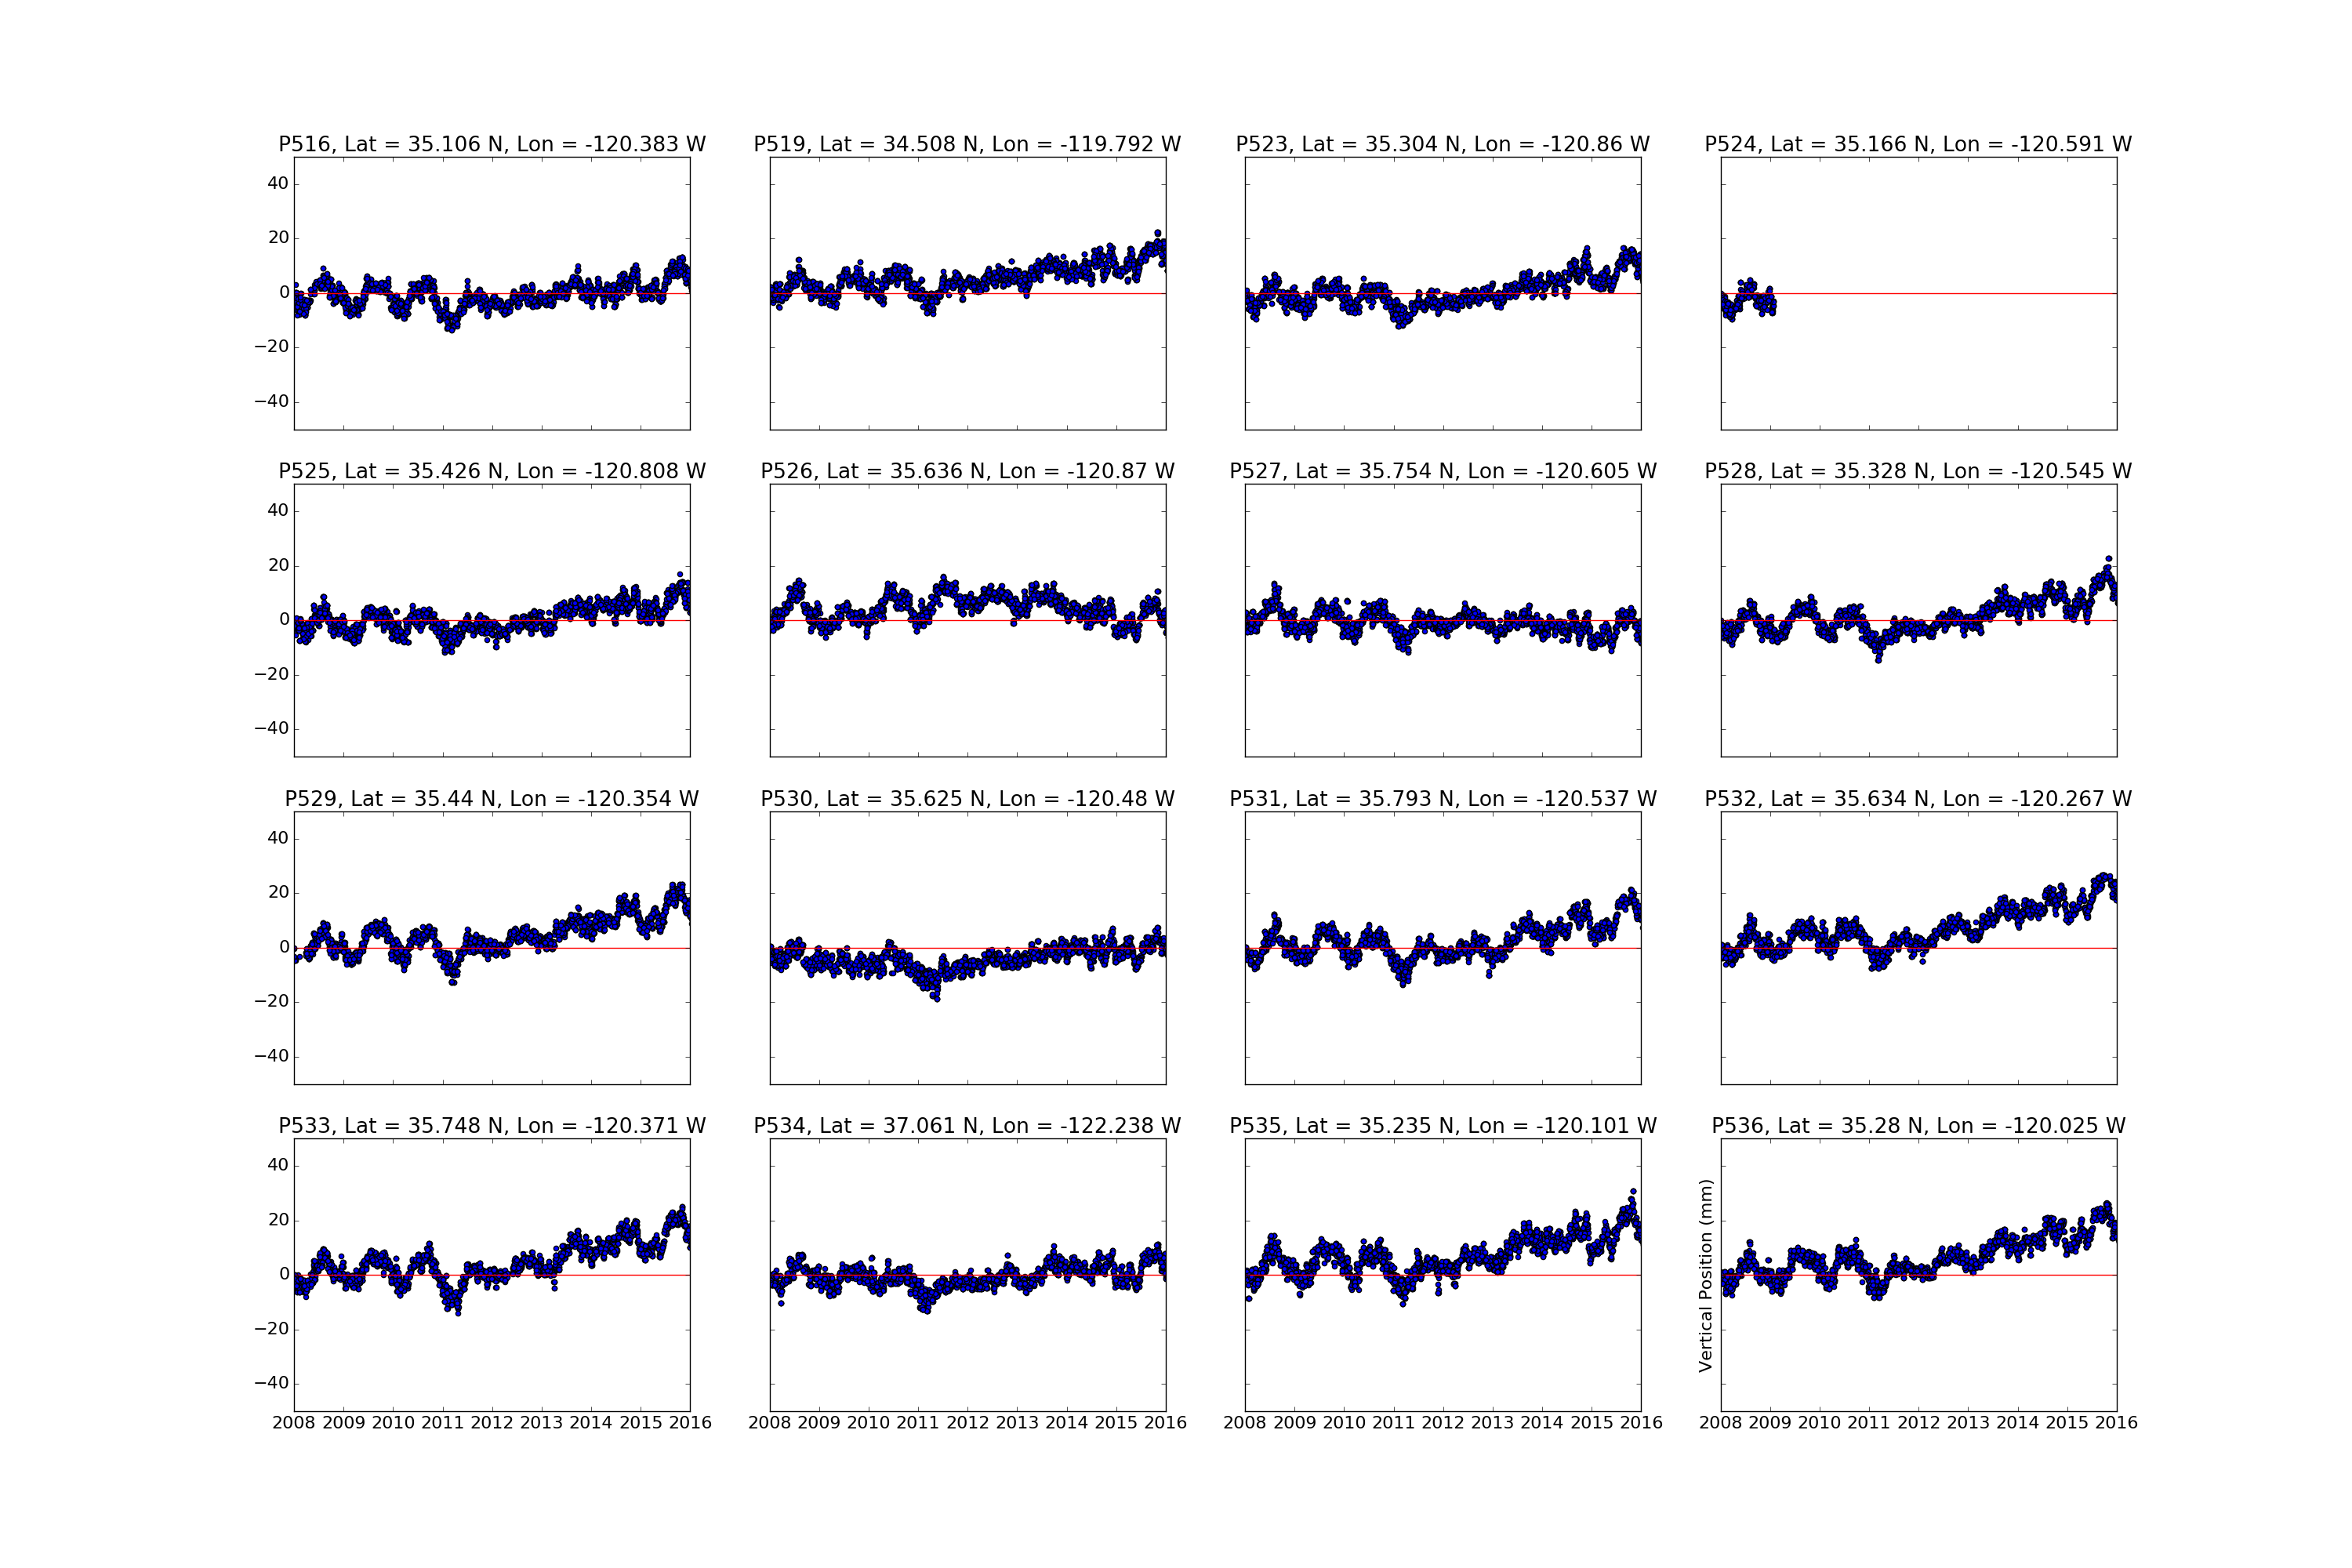 P516, Lat = 35.106 N, Lon = -120.383 W
P519, Lat = 34.508 N, Lon = -119.792 W
P523, Lat = 35.304 N, Lon = -120.86 W
P524, Lat = 35.166 N, Lon = -120.591 W
40
20
0
−20
−40
P525, Lat = 35.426 N, Lon = -120.808 W
P526, Lat = 35.636 N, Lon = -120.87 W
P527, Lat = 35.754 N, Lon = -120.605 W
P528, Lat = 35.328 N, Lon = -120.545 W
40
20
0
−20
−40
P529, Lat = 35.44 N, Lon = -120.354 W
P530, Lat = 35.625 N, Lon = -120.48 W
P531, Lat = 35.793 N, Lon = -120.537 W
P532, Lat = 35.634 N, Lon = -120.267 W
40
20
0
−20
−40
P533, Lat = 35.748 N, Lon = -120.371 W
P534, Lat = 37.061 N, Lon = -122.238 W
P535, Lat = 35.235 N, Lon = -120.101 W
P536, Lat = 35.28 N, Lon = -120.025 W
40
20
0
−20
−40
Vertical Position (mm)
2008 2009 2010 2011 2012 2013 2014 2015 2016
2008 2009 2010 2011 2012 2013 2014 2015 2016
2008 2009 2010 2011 2012 2013 2014 2015 2016
2008 2009 2010 2011 2012 2013 2014 2015 2016